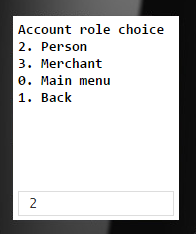 Account role choice
2. Person
3. Merchant
0. Main menu
1. Back
2